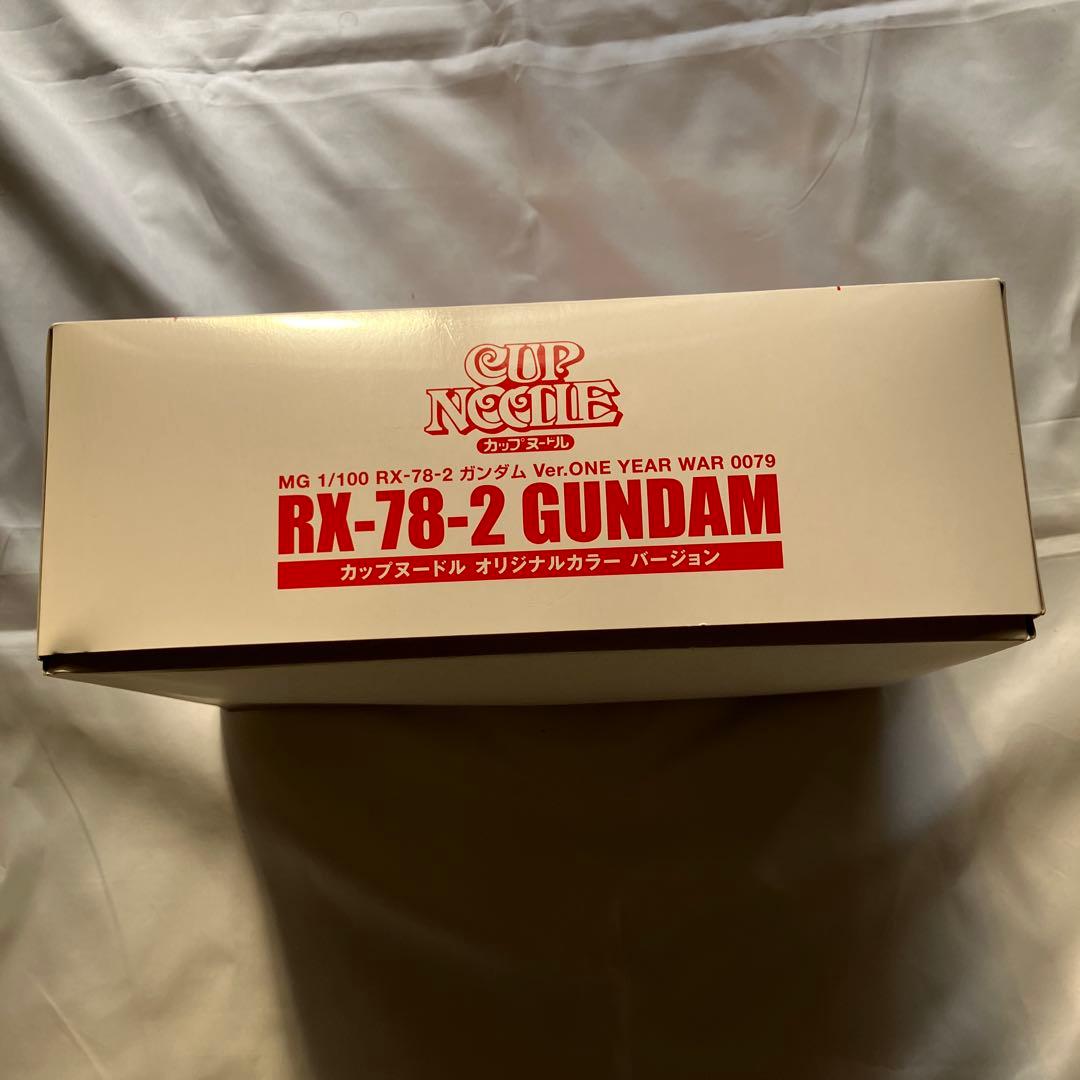 CUP
NOODLE
カップヌードル
MG 1/100 RX-78-2 ガンダム Ver.ONE YEAR WAR 0079
RX-78-2 GUNDAM
カップヌードル オリジナルカラー バージョン